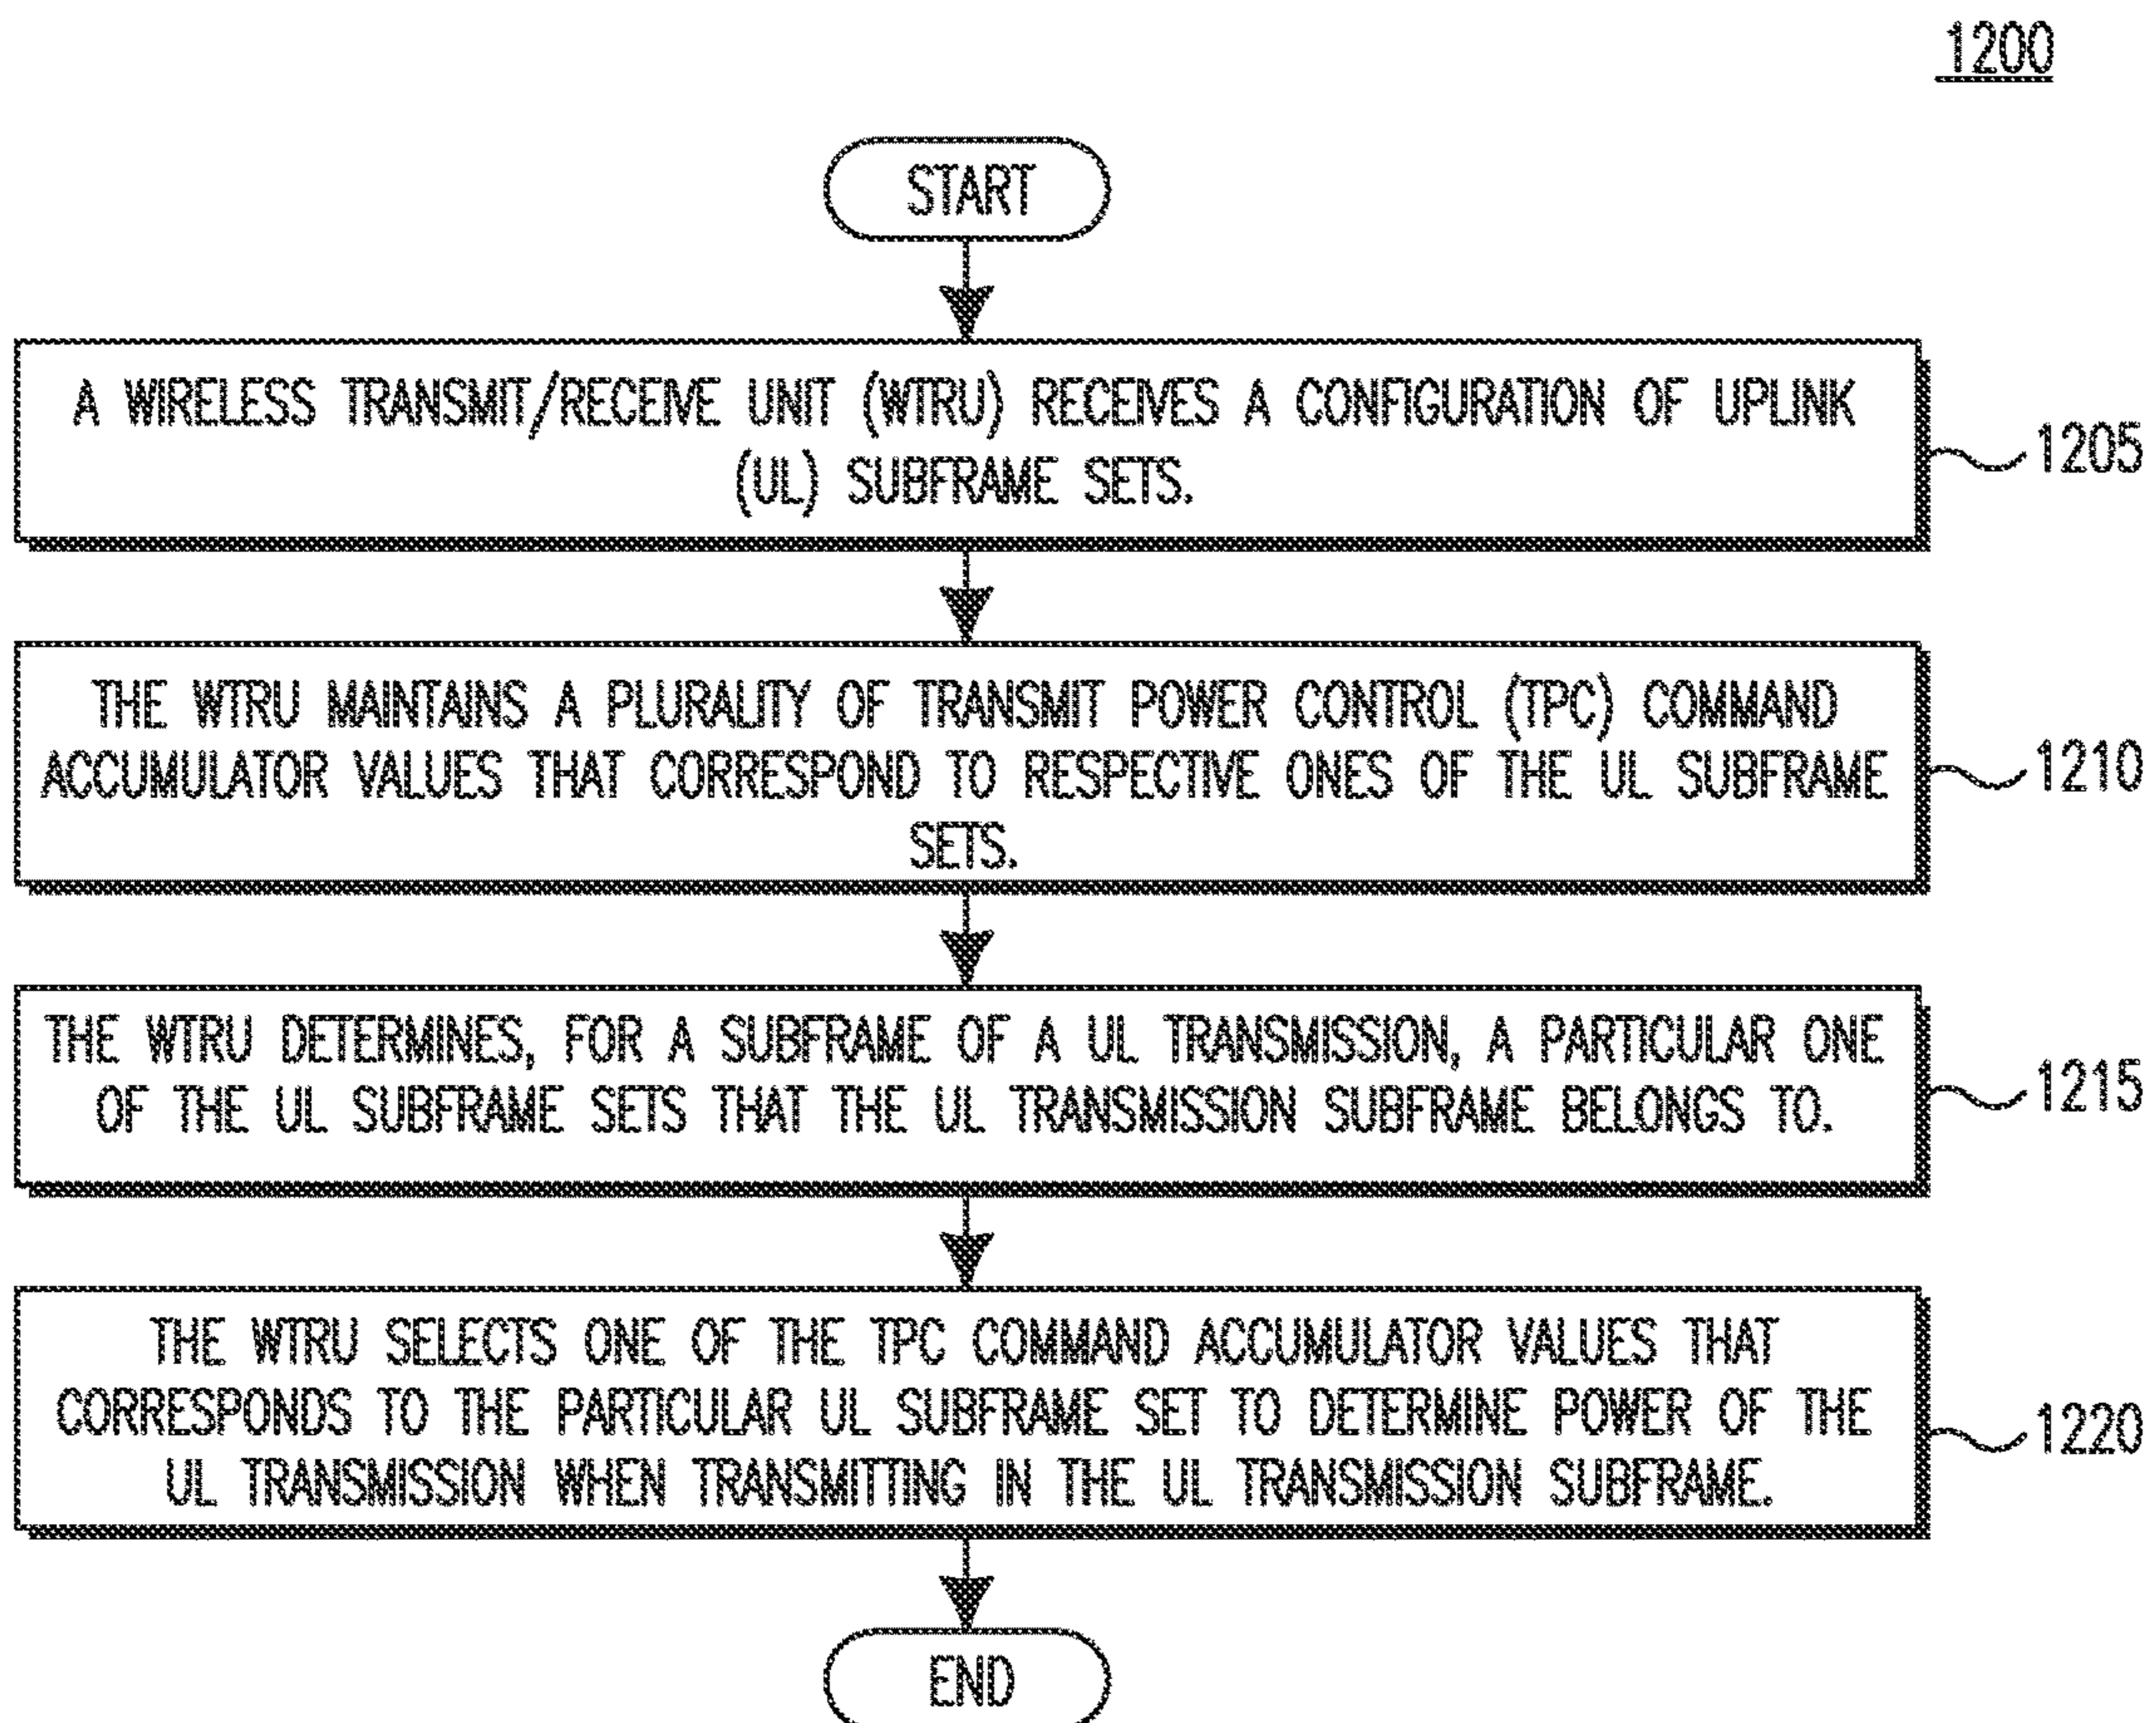 1200
START
A WIRELESS TRANSMIT/RECEIVE UNIT (WTRU) RECEIVES A CONFIGURATION OF UPLINK
(UL) SUBFRAME SETS.
1205
THE WTRU MAINTAINS A PLURALITY OF TRANSMIT POWER CONTROL (TPC) COMMAND
ACCUMULATOR VALUES THAT CORRESPOND TO RESPECTIVE ONES OF THE UL SUBFRAME
SETS.
1210
THE WTRU DETERMINES, FOR A SUBFRAME OF A UL TRANSMISSION, A PARTICULAR ONE
OF THE UL SUBFRAME SETS THAT THE UL TRANSMISSION SUBFRAME BELONGS TO.
1215
THE WTRU SELECTS ONE OF THE TPC COMMAND ACCUMULATOR VALUES THAT
CORRESPONDS TO THE PARTICULAR UL SUBFRAME SET TO DETERMINE POWER OF THE
UL TRANSMISSION WHEN TRANSMITTING IN THE UL TRANSMISSION SUBFRAME.
1220
END